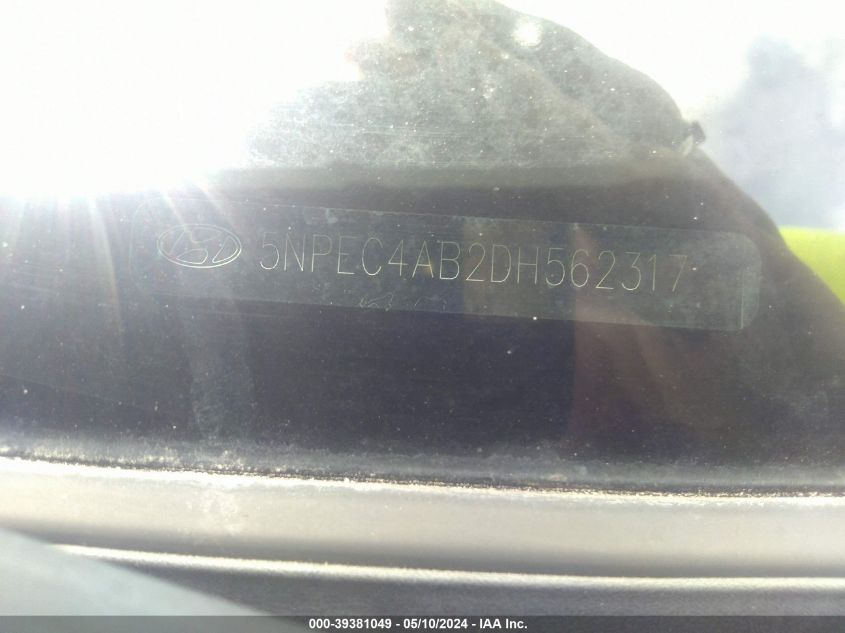 5NPEC4AB2DH562317
000-39381049 - 05/10/2024 - IAA Inc.